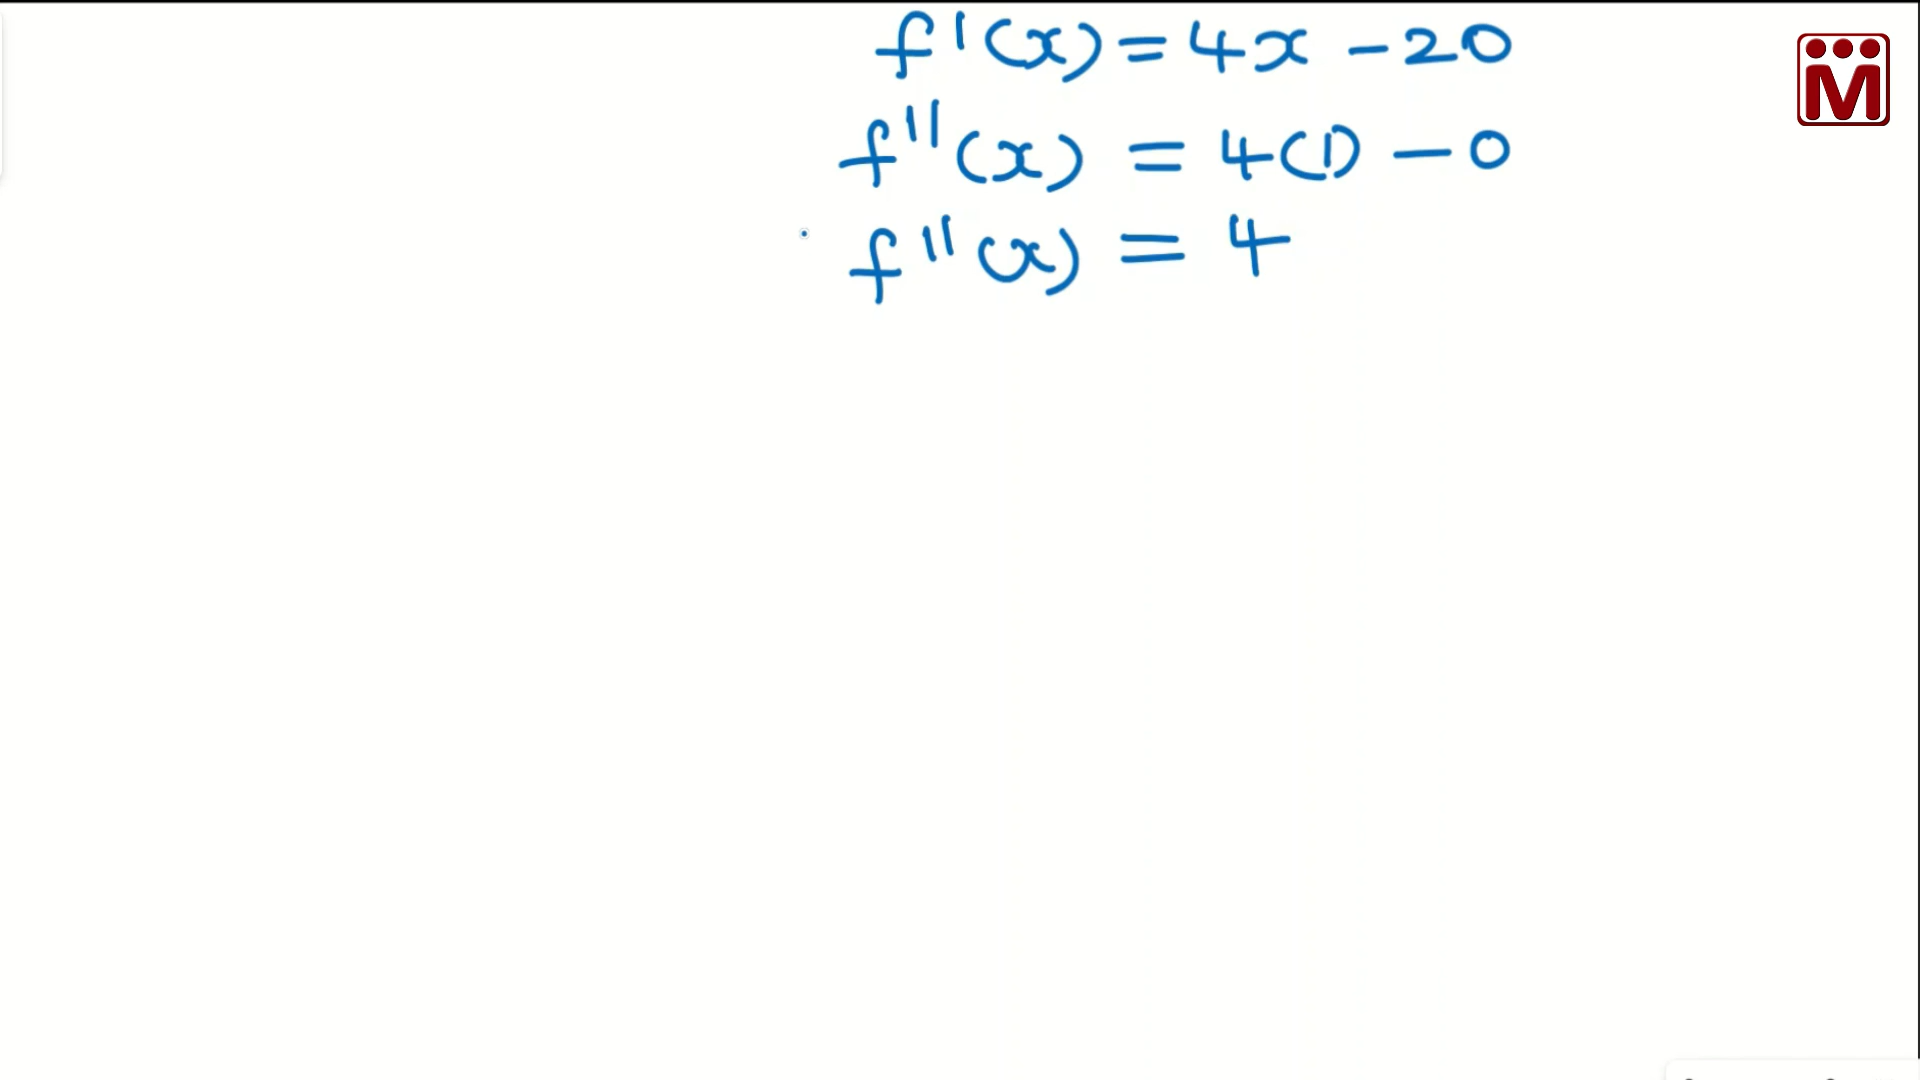 f'(x) = 4x - 20
f''(x) = 4(1) - 0
f''(x) = 4
M